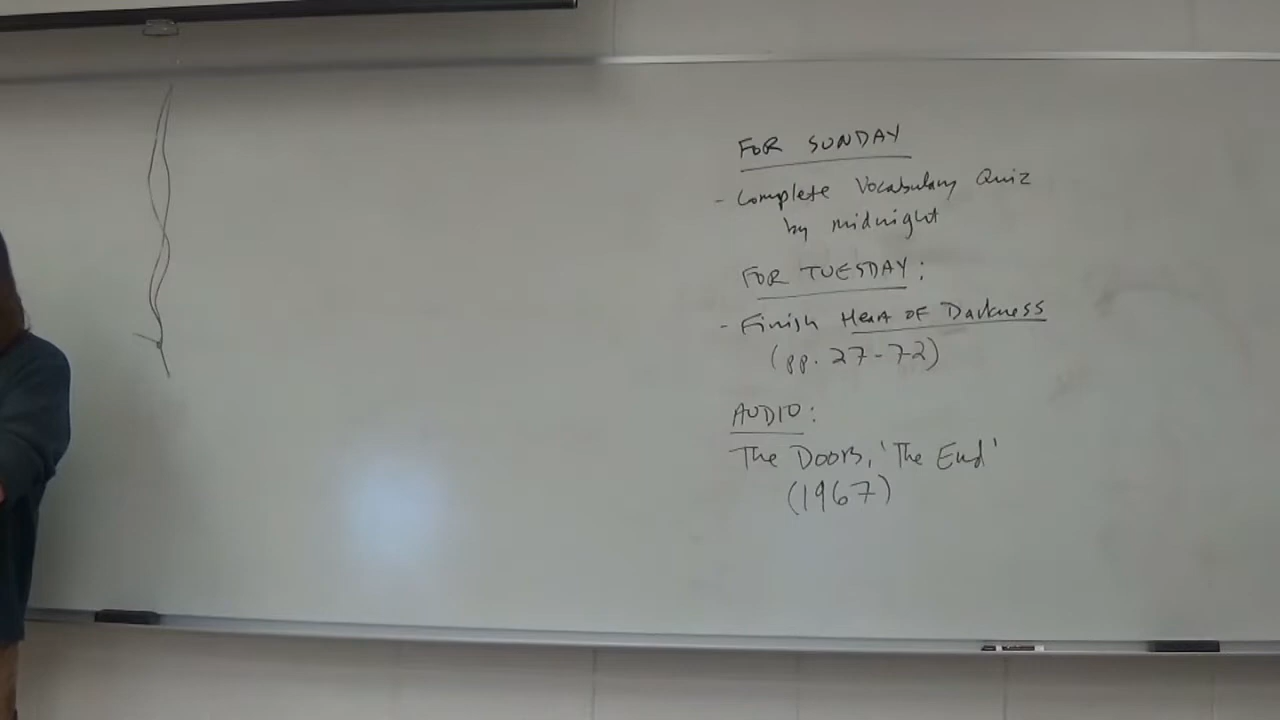 FOR SUNDAY
- Complete Vocabulary Quiz
by midnight
FOR TUESDAY:
- Finish Heart OF Darkness
(pp. 27-72)
AUDIO:
The Doors, 'The End'
(1967)